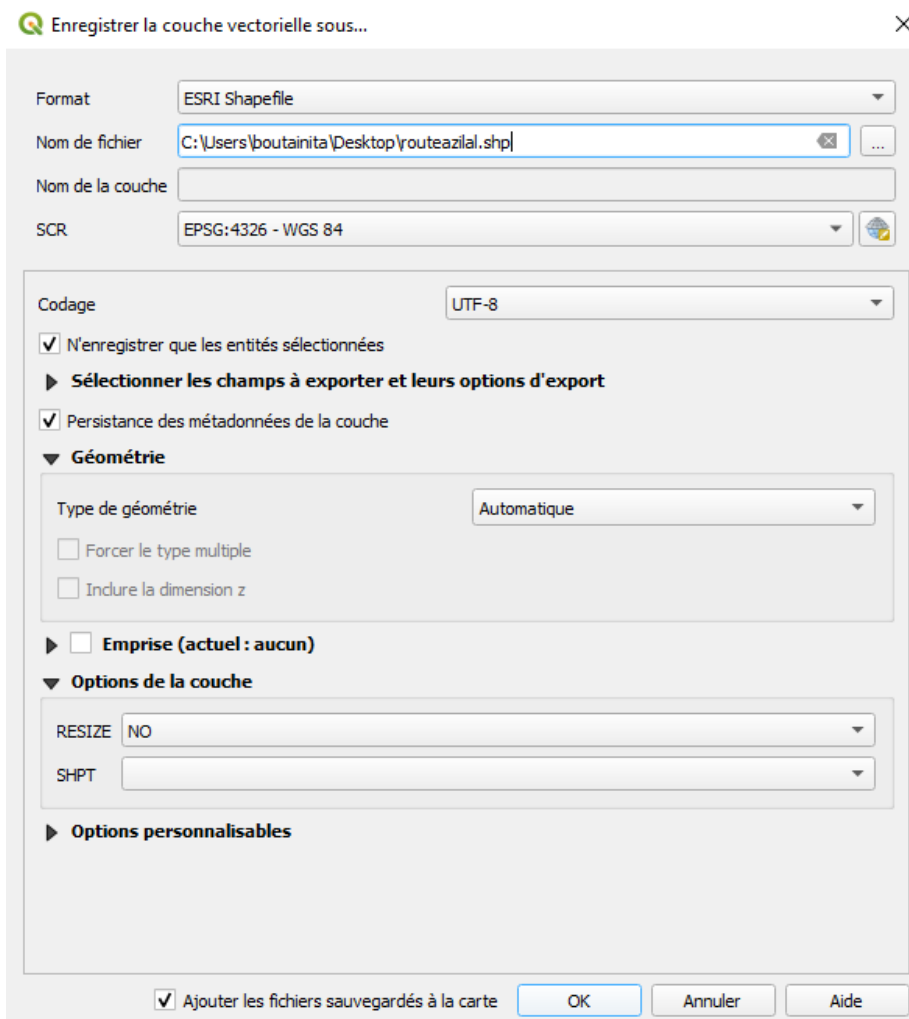 Enregistrer la couche vectorielle sous...
Format ESRI Shapefile
Nom de fichier C:\Users\boutainita\Desktop\routeazilal.shp ...
Nom de la couche
SCR EPSG:4326 - WGS 84
Codage UTF-8
N'enregistrer que les entités sélectionnées
Sélectionner les champs à exporter et leurs options d'export
Persistance des métadonnées de la couche
Géométrie
Type de géométrie Automatique
Forcer le type multiple
Inclure la dimension z
Emprise (actuel : aucun)
Options de la couche
RESIZE NO
SHPT
Options personnalisables
Ajouter les fichiers sauvegardés à la carte OK Annuler Aide